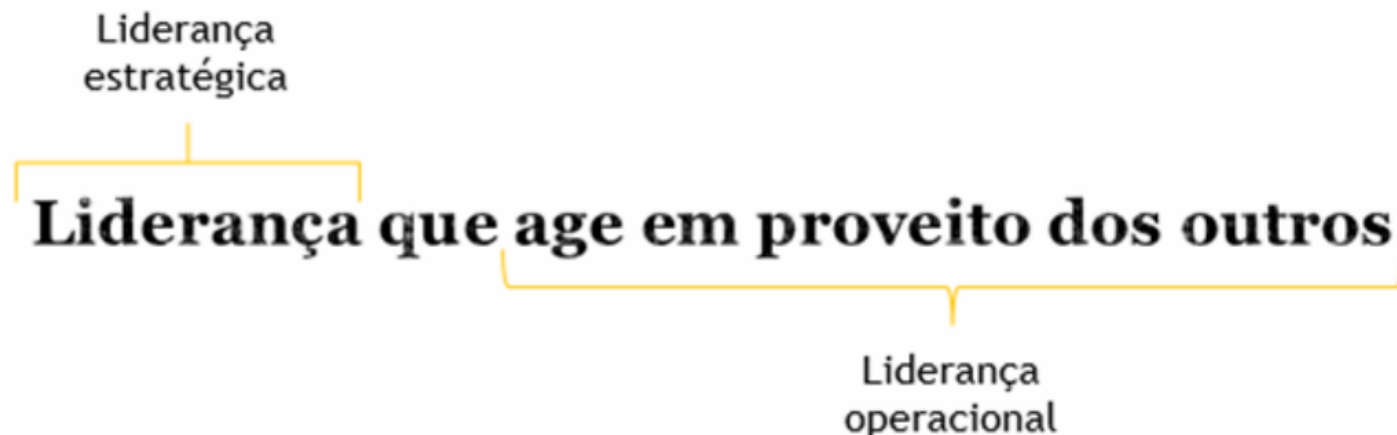 Liderança
estratégica
Liderança que age em proveito dos outros
Liderança
operacional